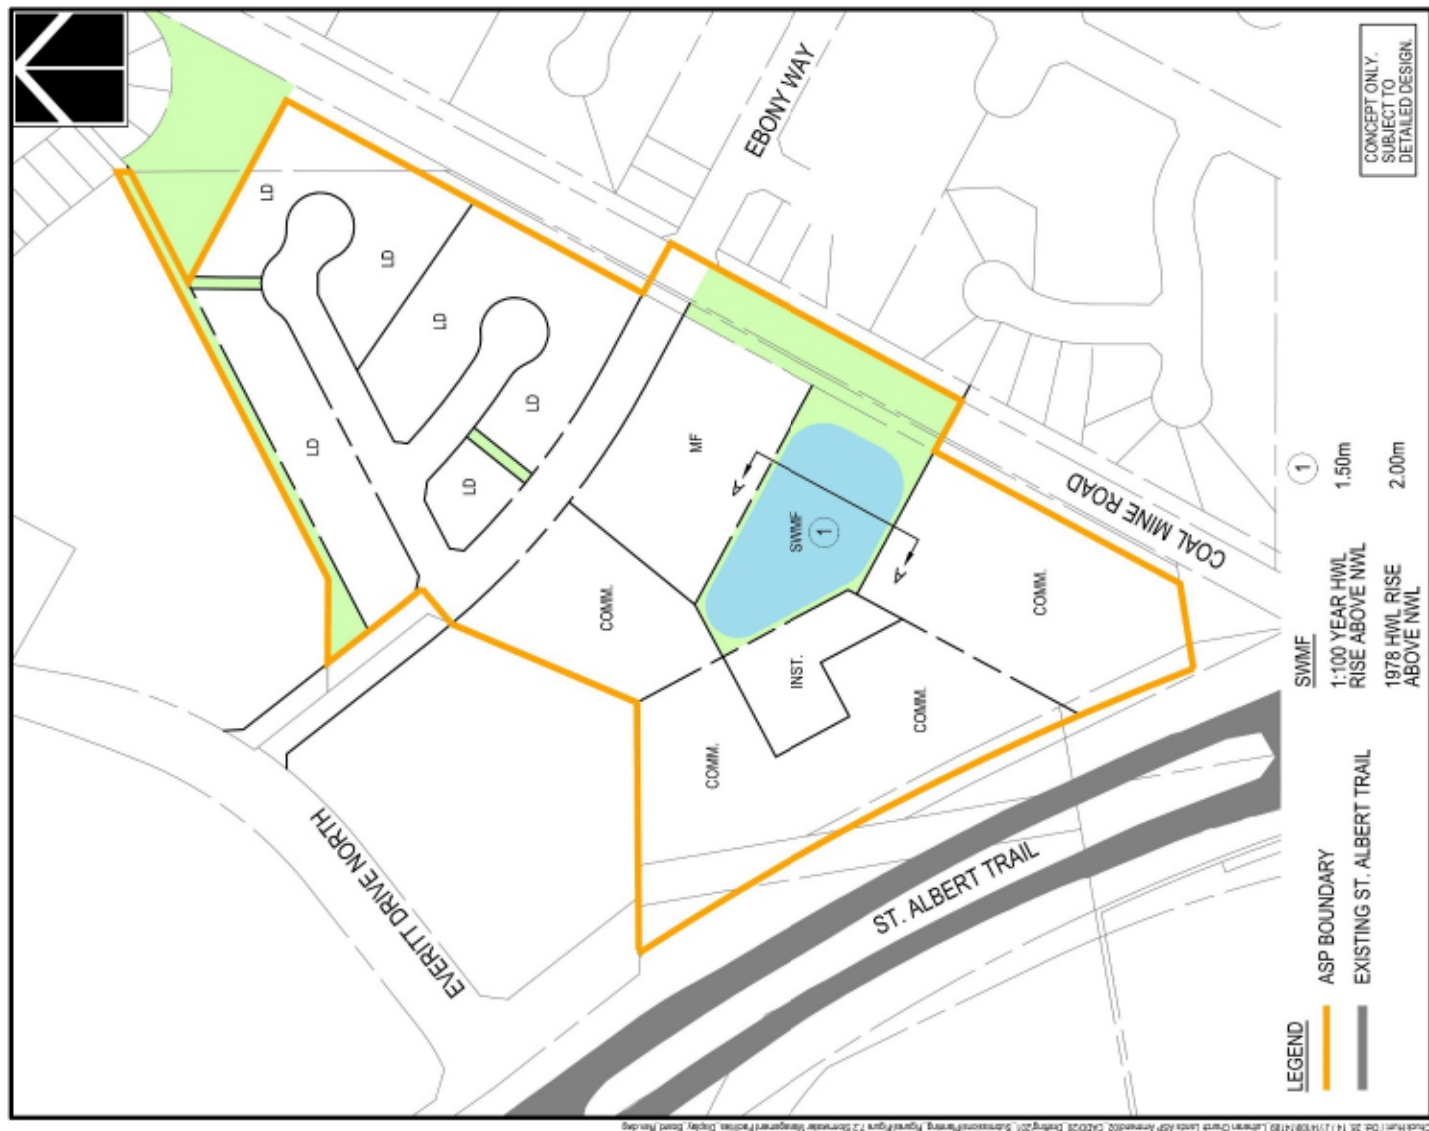 CONCEPT ONLY.
SUBJECT TO
DETAILED DESIGN.
EBONY WAY
LD
LD
LD
LD
LD
LD
MF
SWMF
1
A
A
COMM.
COMM.
COMM.
COMM.
INST.
COAL MINE ROAD
EVERITT DRIVE NORTH
ST. ALBERT TRAIL
SWMF
1
1:100 YEAR HWL
RISE ABOVE NWL
1.50m
1978 HWL RISE
ABOVE NWL
2.00m
LEGEND
ASP BOUNDARY
EXISTING ST. ALBERT TRAIL